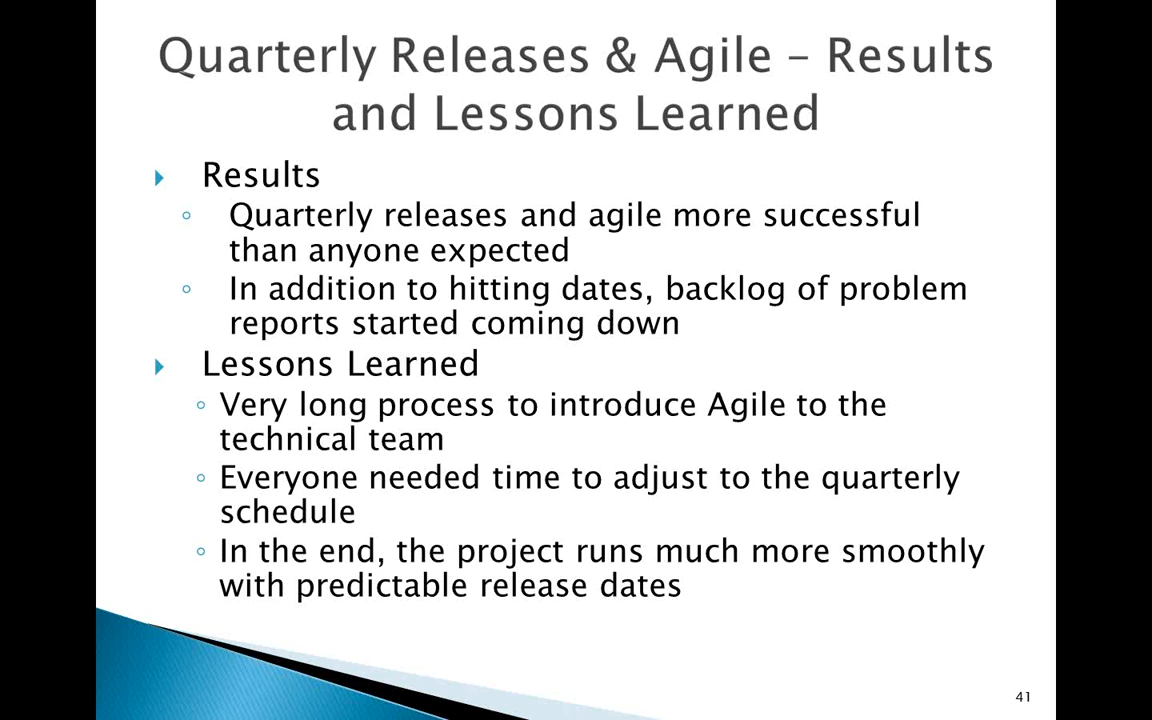 Quarterly Releases & Agile – Results
and Lessons Learned
Results
Quarterly releases and agile more successful
than anyone expected
In addition to hitting dates, backlog of problem
reports started coming down
Lessons Learned
Very long process to introduce Agile to the
technical team
Everyone needed time to adjust to the quarterly
schedule
In the end, the project runs much more smoothly
with predictable release dates
41